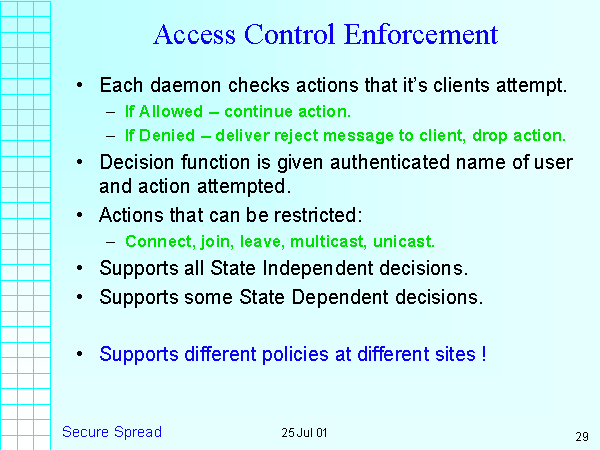 Access Control Enforcement
• Each daemon checks actions that it's clients attempt.
– If Allowed – continue action.
– If Denied – deliver reject message to client, drop action.
• Decision function is given authenticated name of user
and action attempted.
• Actions that can be restricted:
– Connect, join, leave, multicast, unicast.
• Supports all State Independent decisions.
• Supports some State Dependent decisions.
• Supports different policies at different sites !
Secure Spread
25 Jul 01
29